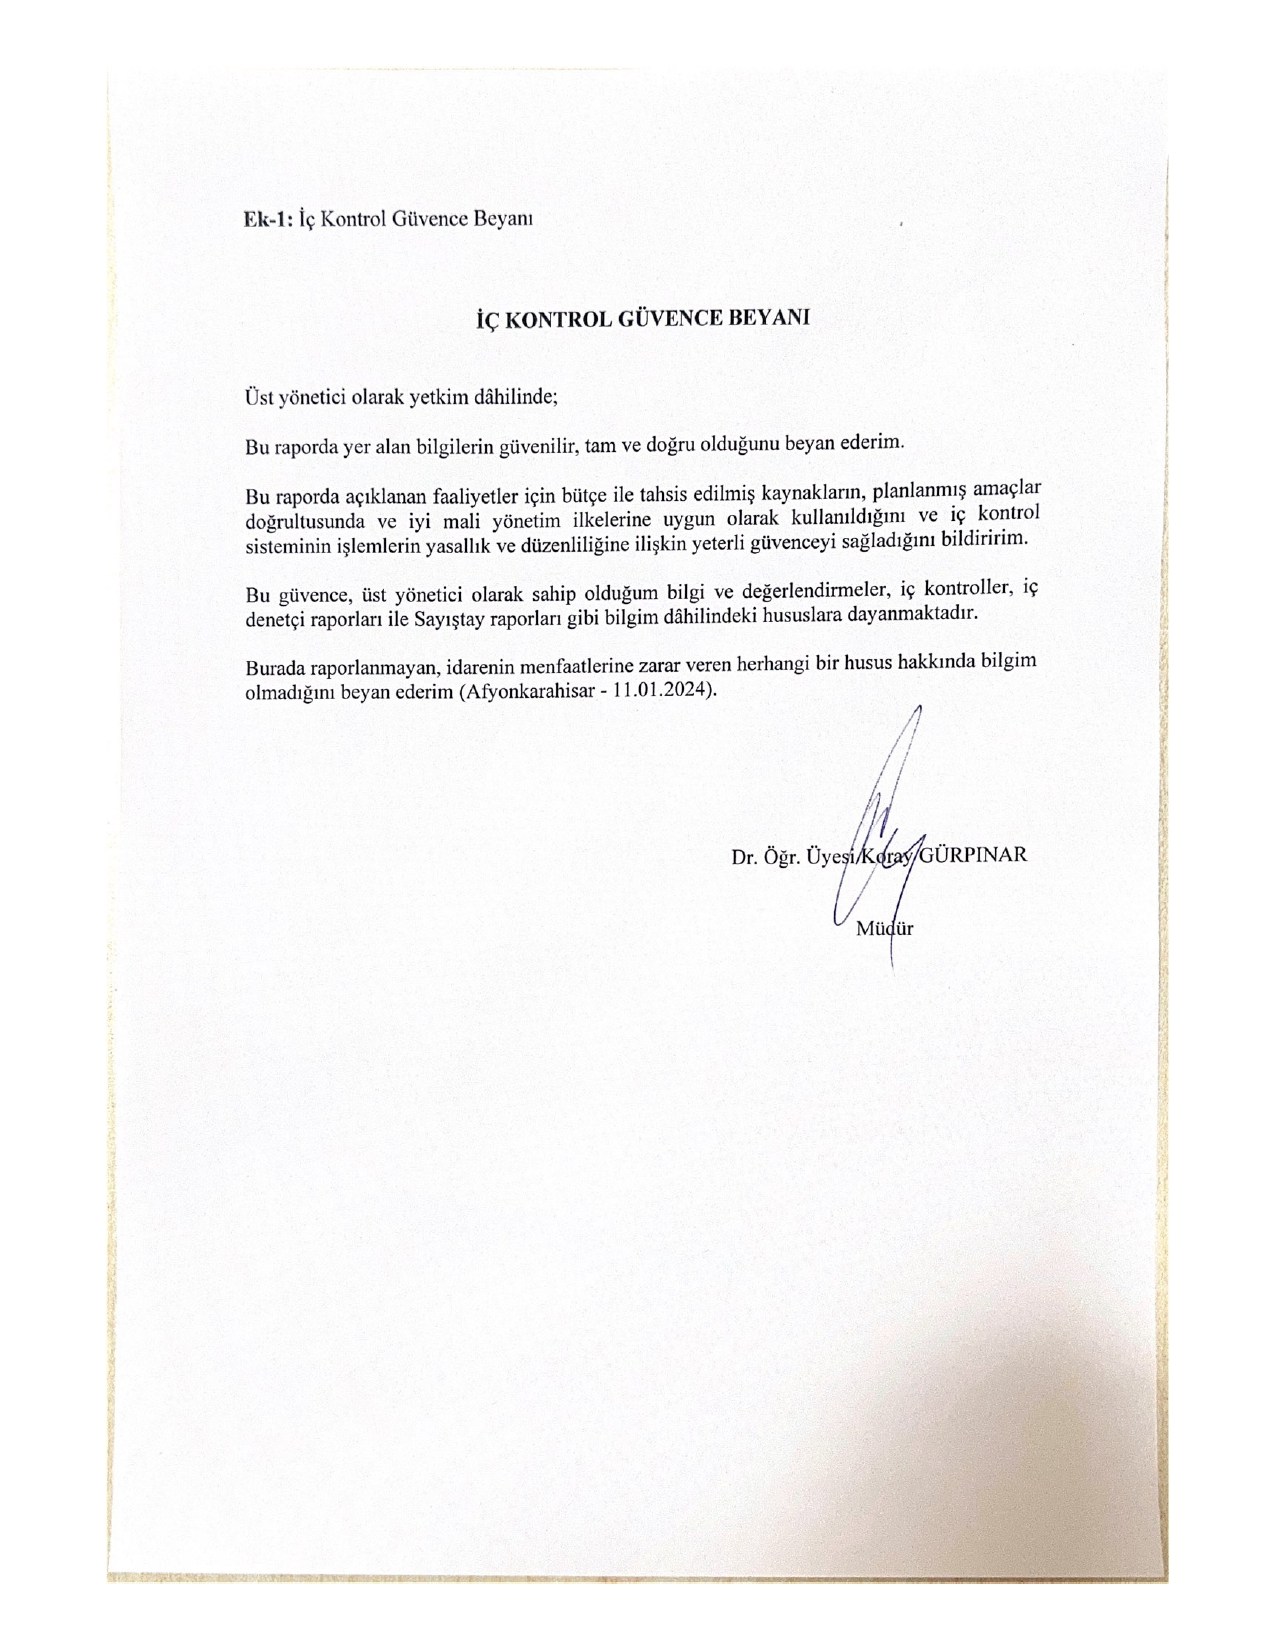 Ek-1: İç Kontrol Güvence Beyanı
İÇ KONTROL GÜVENCE BEYANI
Üst yönetici olarak yetkim dâhilinde;
Bu raporda yer alan bilgilerin güvenilir, tam ve doğru olduğunu beyan ederim.
Bu raporda açıklanan faaliyetler için bütçe ile tahsis edilmiş kaynakların, planlanmış amaçlar
doğrultusunda ve iyi mali yönetim ilkelerine uygun olarak kullanıldığını ve iç kontrol
sisteminin işlemlerin yasallık ve düzenliliğine ilişkin yeterli güvenceyi sağladığını bildiririm.
Bu güvence, üst yönetici olarak sahip olduğum bilgi ve değerlendirmeler, iç kontroller, iç
denetçi raporları ile Sayıştay raporları gibi bilgim dâhilindeki hususlara dayanmaktadır.
Burada raporlanmayan, idarenin menfaatlerine zarar veren herhangi bir husus hakkında bilgim
olmadığını beyan ederim (Afyonkarahisar - 11.01.2024).
Dr. Öğr. Üyesi Koray GÜRPINAR
Müdür